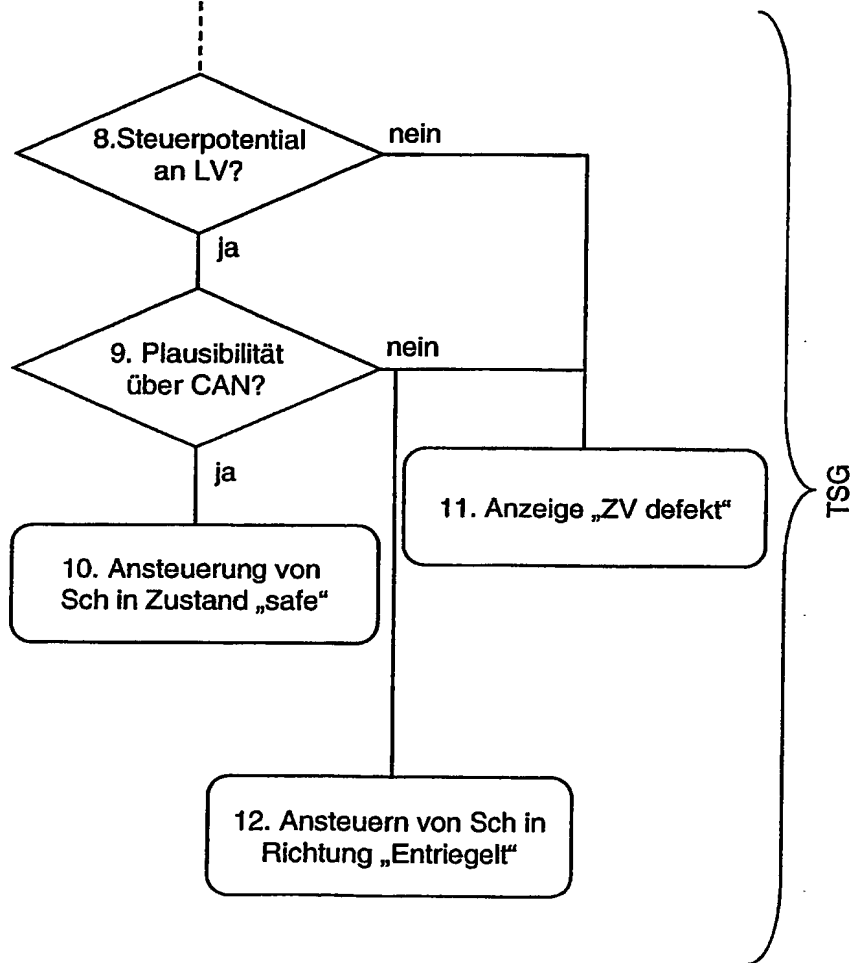 8.Steuerpotential
an LV?
nein
ja
9. Plausibilität
über CAN?
nein
ja
10. Ansteuerung von
Sch in Zustand „safe“
11. Anzeige „ZV defekt“
12. Ansteuern von Sch in
Richtung „Entriegelt“
TSG